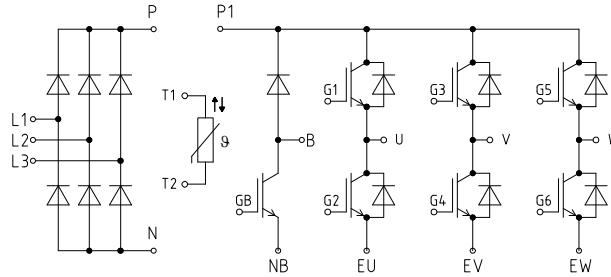 P P1
T1 G1 G3 G5
L1
L2 B U V W
L3 ϑ
T2
GB G2 G4 G6
N
NB EU EV EW